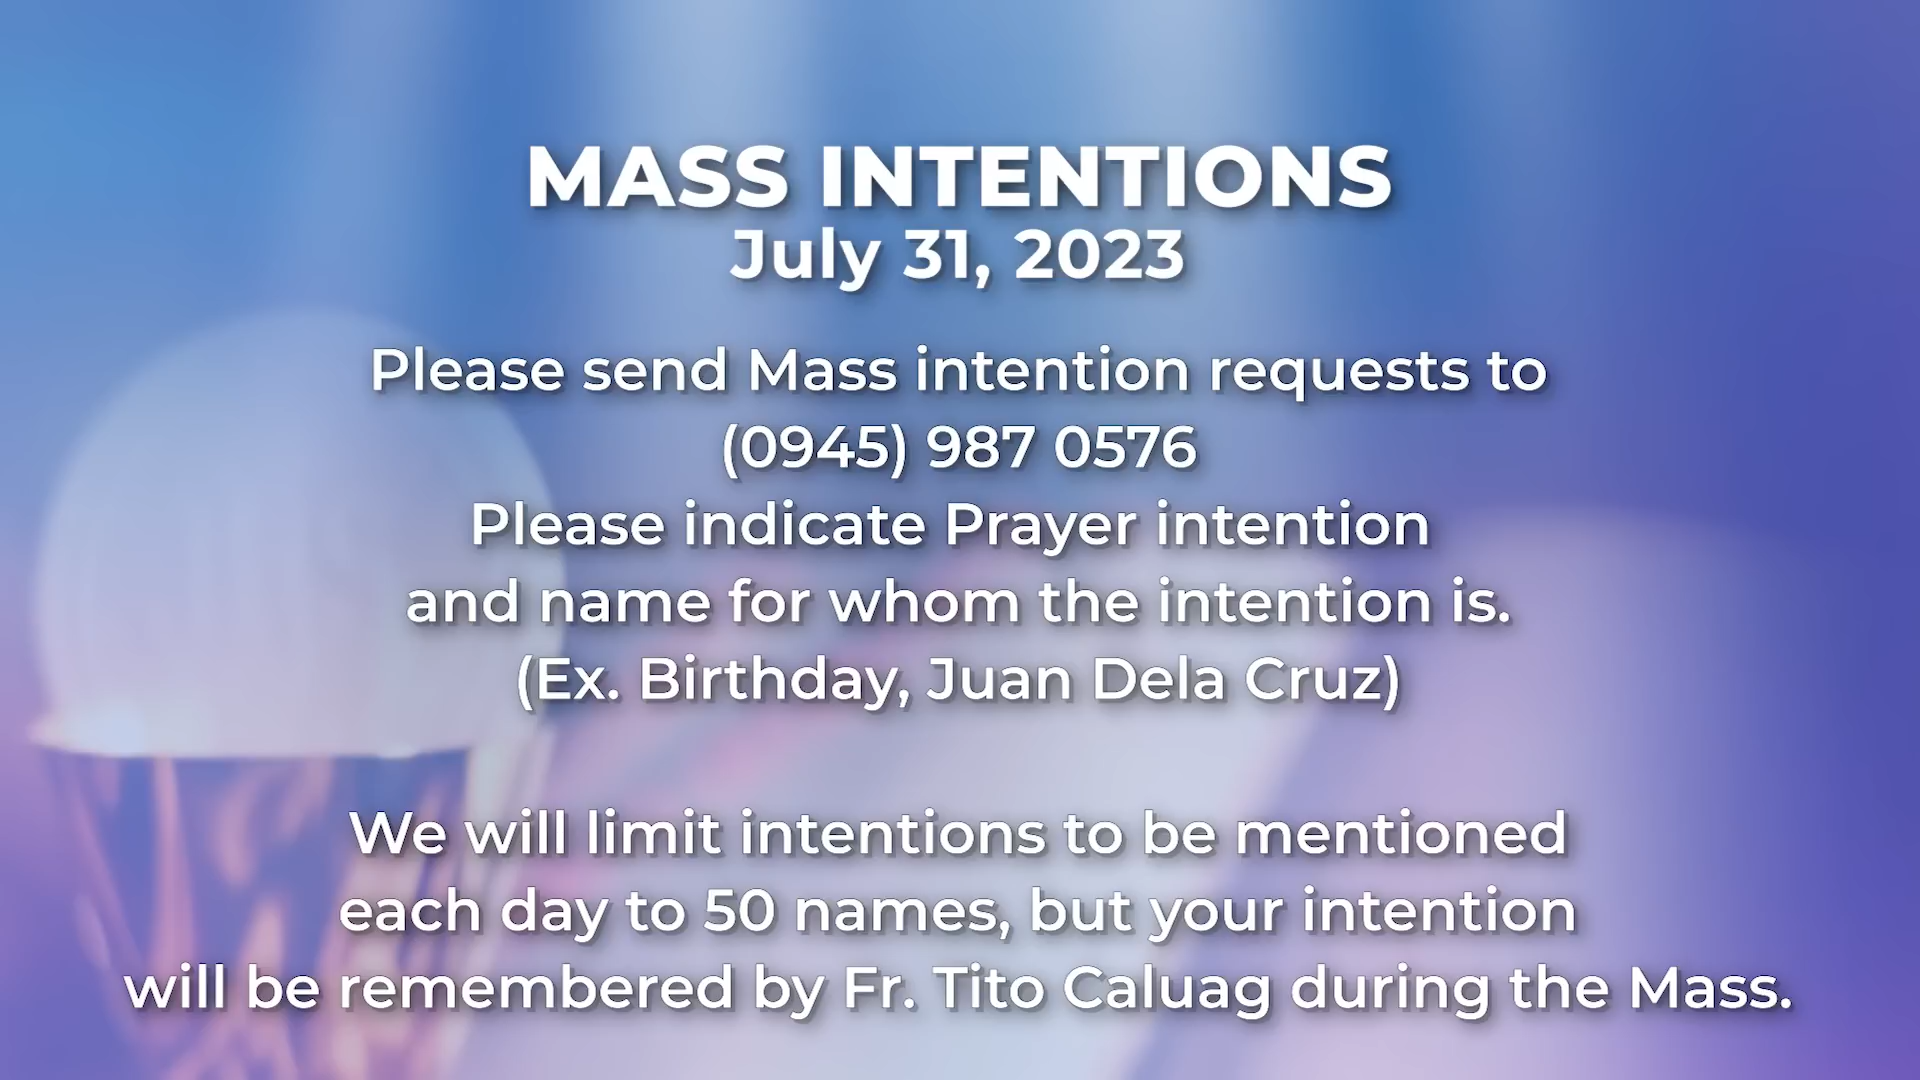 MASS INTENTIONS
July 31, 2023
Please send Mass intention requests to
(0945) 987 0576
Please indicate Prayer intention
and name for whom the intention is.
(Ex. Birthday, Juan Dela Cruz)
We will limit intentions to be mentioned
each day to 50 names, but your intention
will be remembered by Fr. Tito Caluag during the Mass.